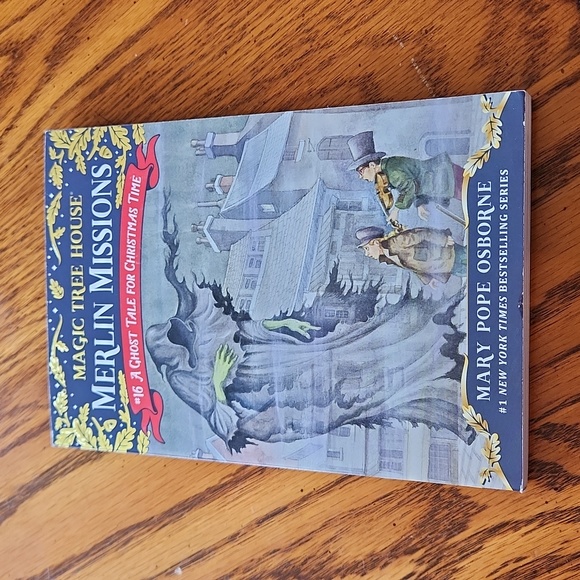 MAGIC TREE HOUSE®
MERLIN MISSIONS
#16 A GHOST TALE FOR CHRISTMAS TIME
MARY POPE OSBORNE
#1 NEW YORK TIMES BESTSELLING SERIES